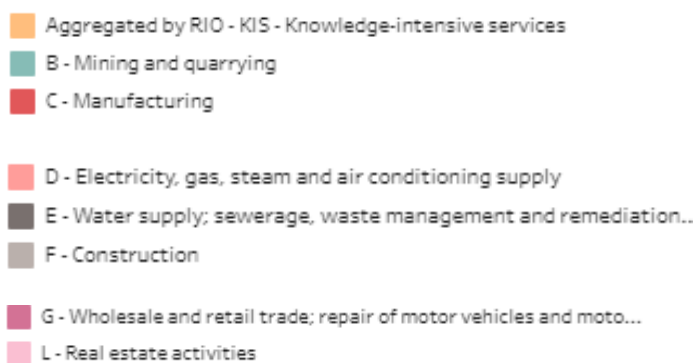 Aggregated by RIO - KIS - Knowledge-intensive services
B - Mining and quarrying
C - Manufacturing
D - Electricity, gas, steam and air conditioning supply
E - Water supply; sewerage, waste management and remediation..
F - Construction
G - Wholesale and retail trade; repair of motor vehicles and moto...
L - Real estate activities